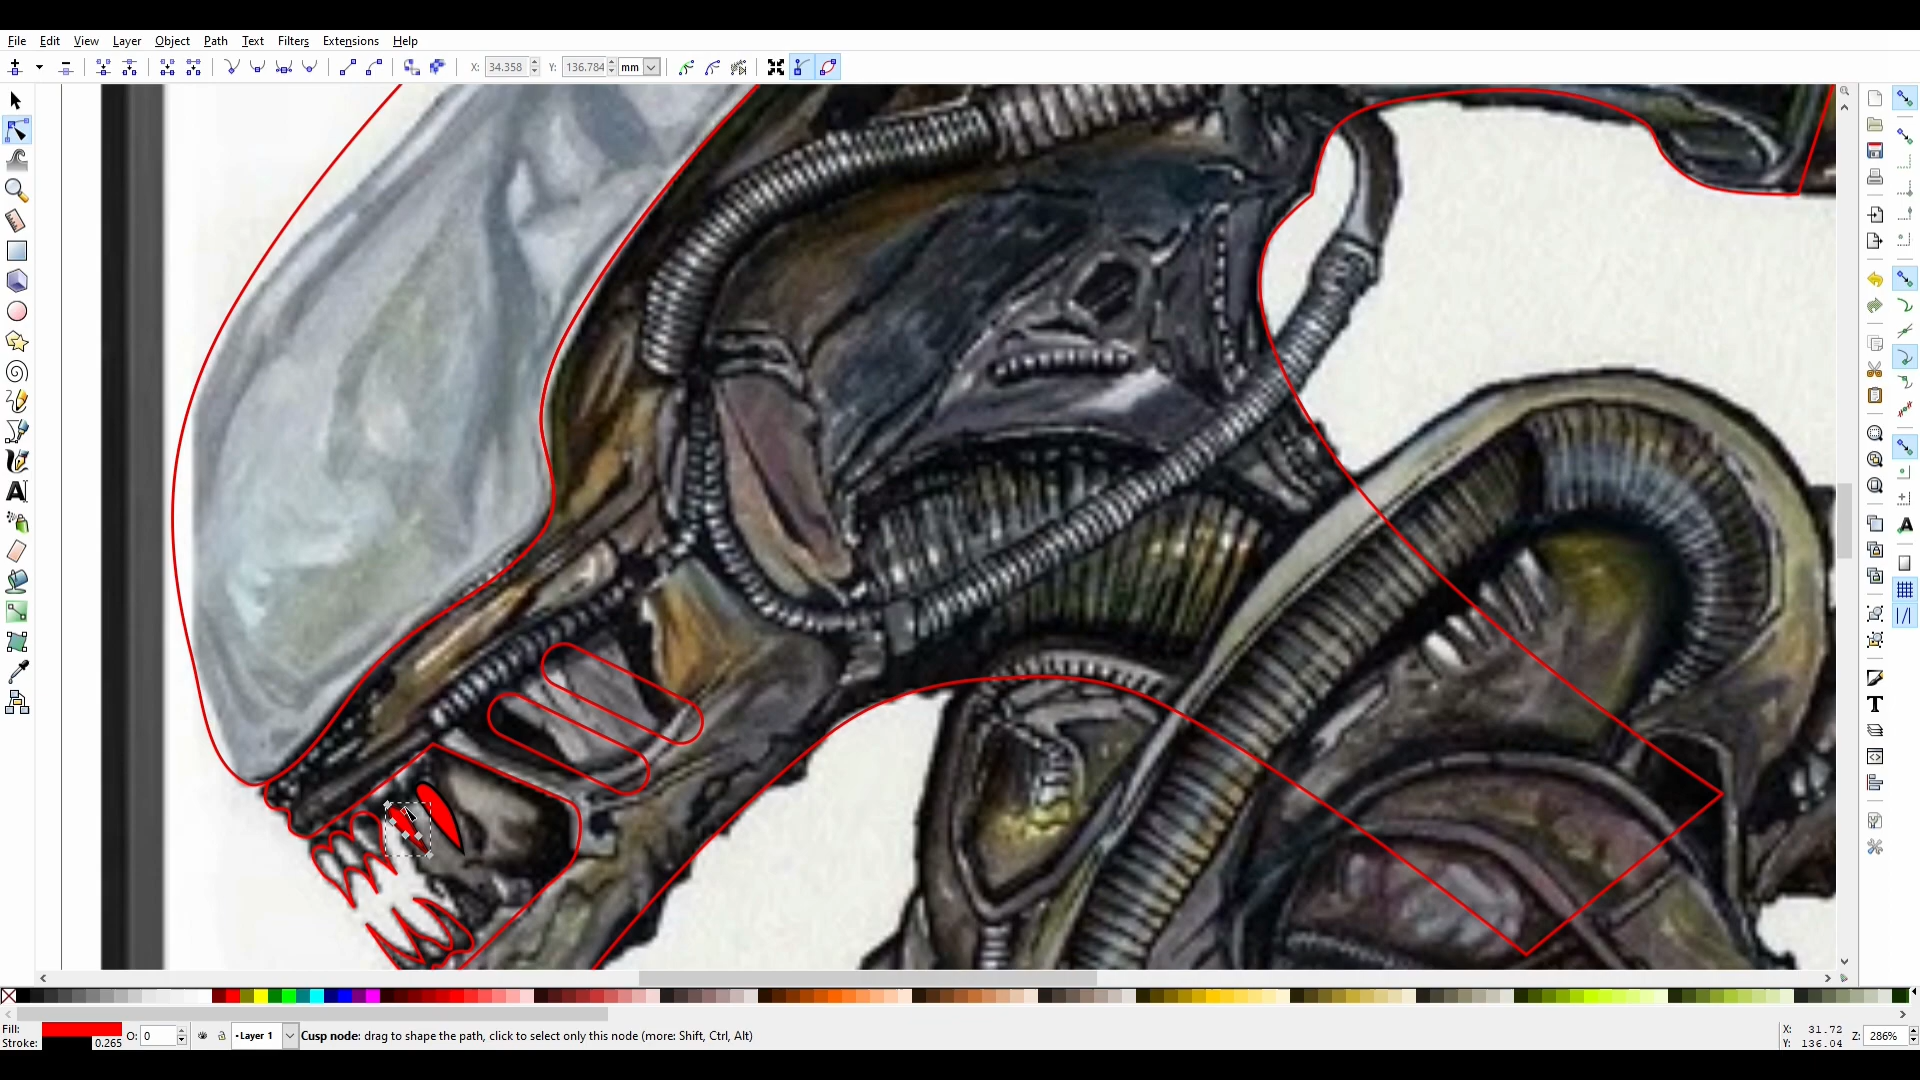 File Edit View Layer Object Path Text Filters Extensions Help
X: 34.358 Y: 136.784 mm
Fill: O: 0 Layer 1 Cusp node: drag to shape the path, click to select only this node (more: Shift, Ctrl, Alt) X: 31.72 Z: 286%
Stroke: 0.265 Y: 136.04